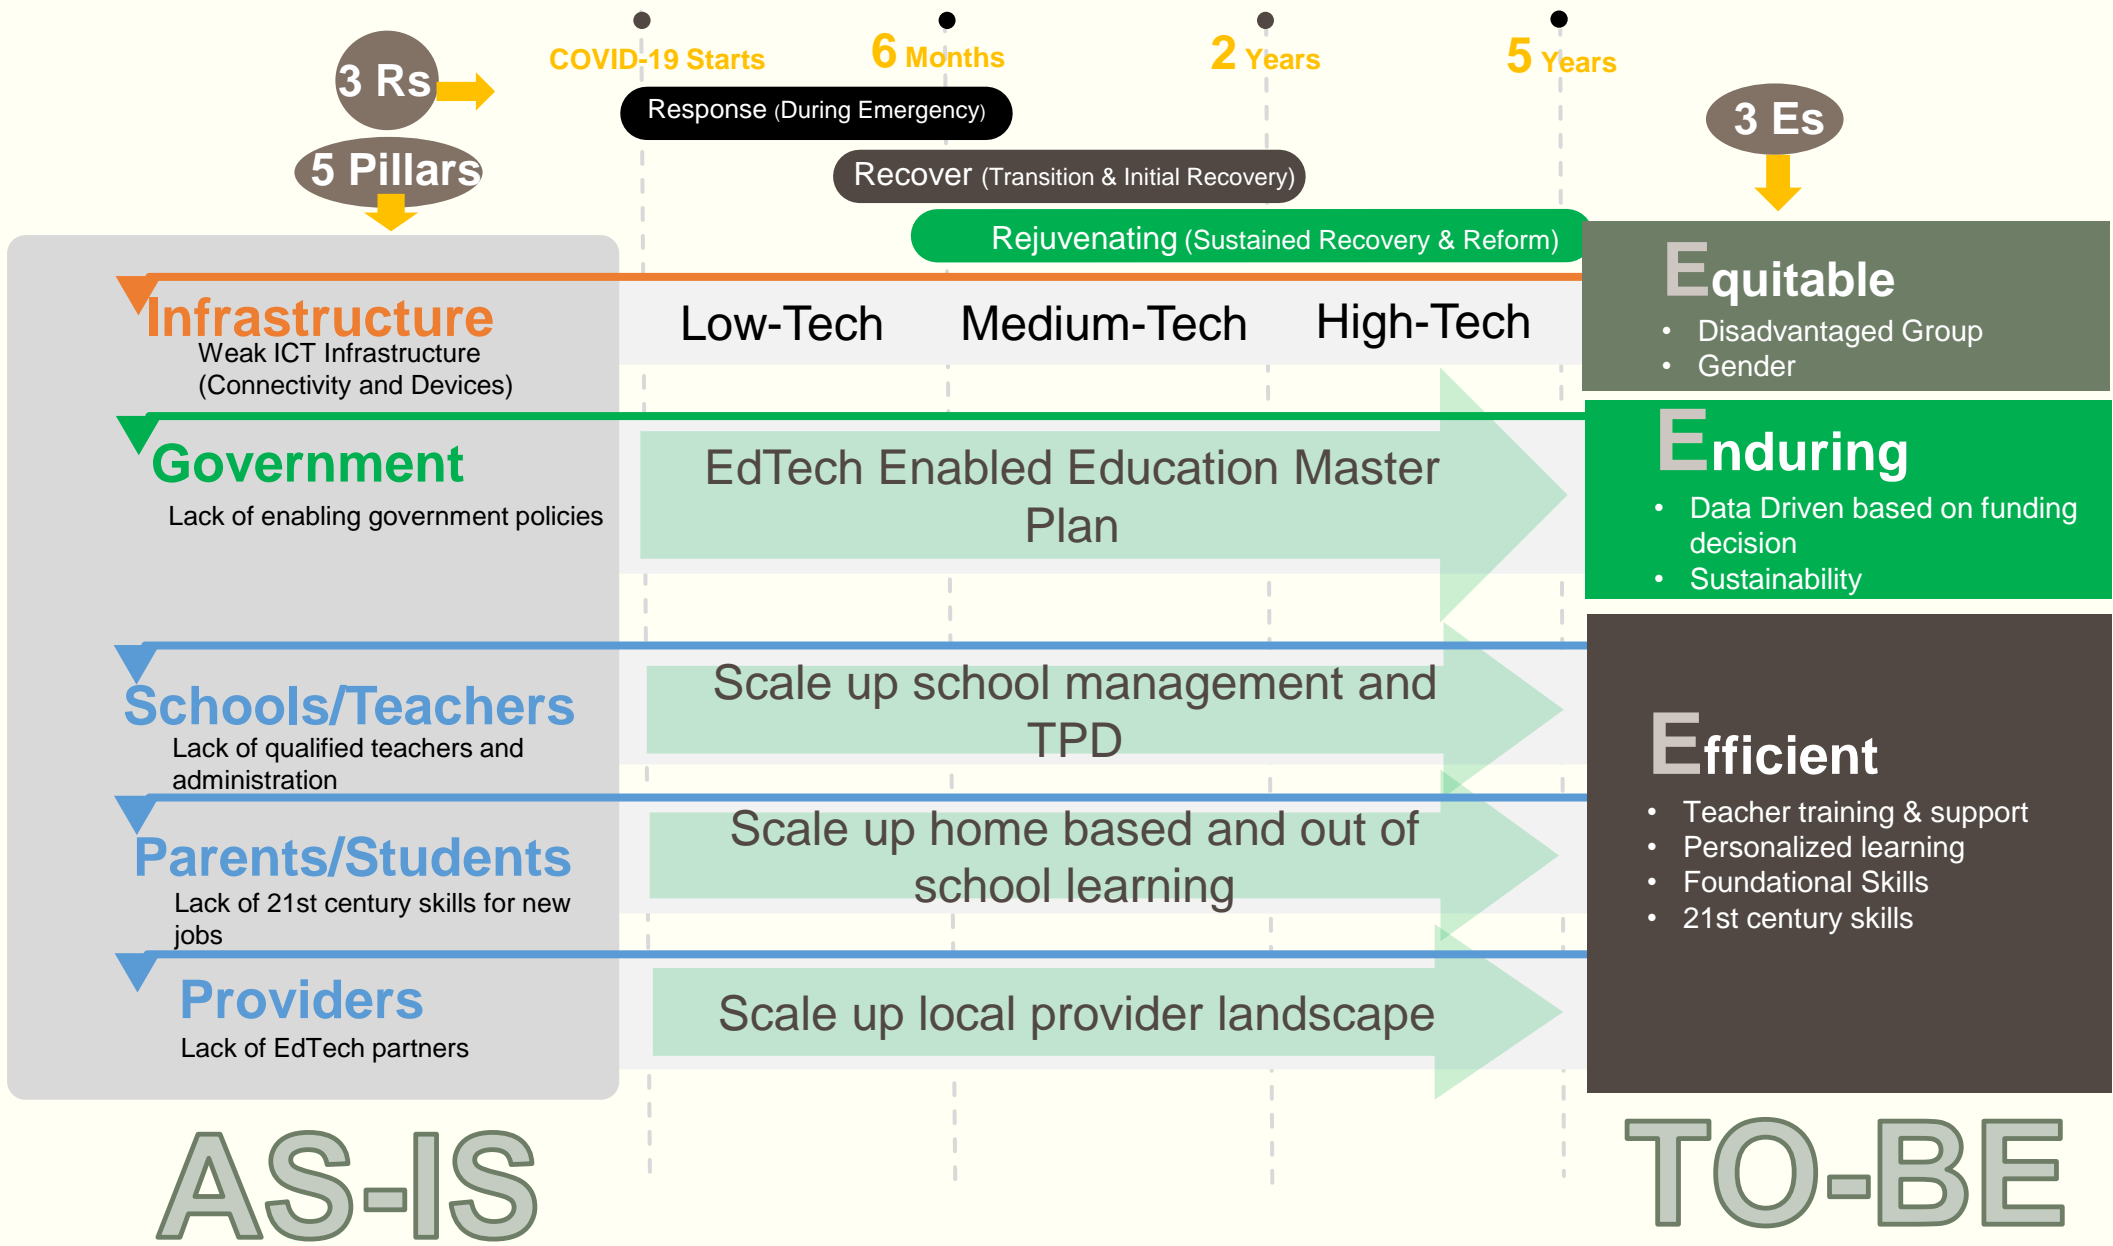 3 Rs
5 Pillars
COVID-19 Starts
6 Months
2 Years
5 Years
Response (During Emergency)
Recover (Transition & Initial Recovery)
Rejuvenating (Sustained Recovery & Reform)
3 Es
Infrastructure
Weak ICT Infrastructure
(Connectivity and Devices)
Low-Tech
Medium-Tech
High-Tech
Equitable
• Disadvantaged Group
• Gender
Government
Lack of enabling government policies
EdTech Enabled Education Master
Plan
Enduring
• Data Driven based on funding
decision
• Sustainability
Schools/Teachers
Lack of qualified teachers and
administration
Scale up school management and
TPD
Parents/Students
Lack of 21st century skills for new
jobs
Scale up home based and out of
school learning
Providers
Lack of EdTech partners
Scale up local provider landscape
Efficient
• Teacher training & support
• Personalized learning
• Foundational Skills
• 21st century skills
AS-IS
TO-BE